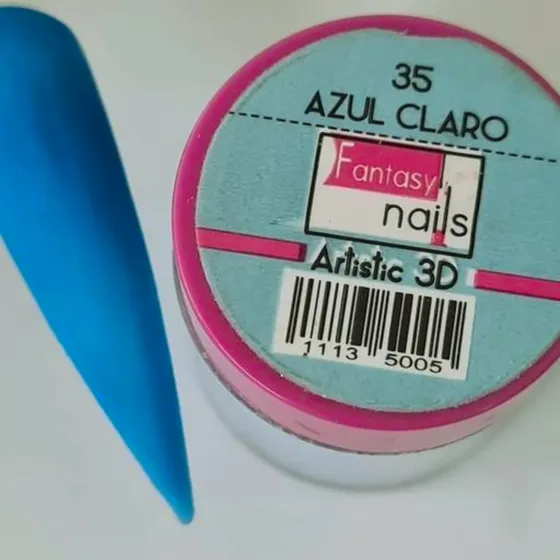 35
AZUL CLARO
Fantasy
nails
Artistic 3D
1113 5005